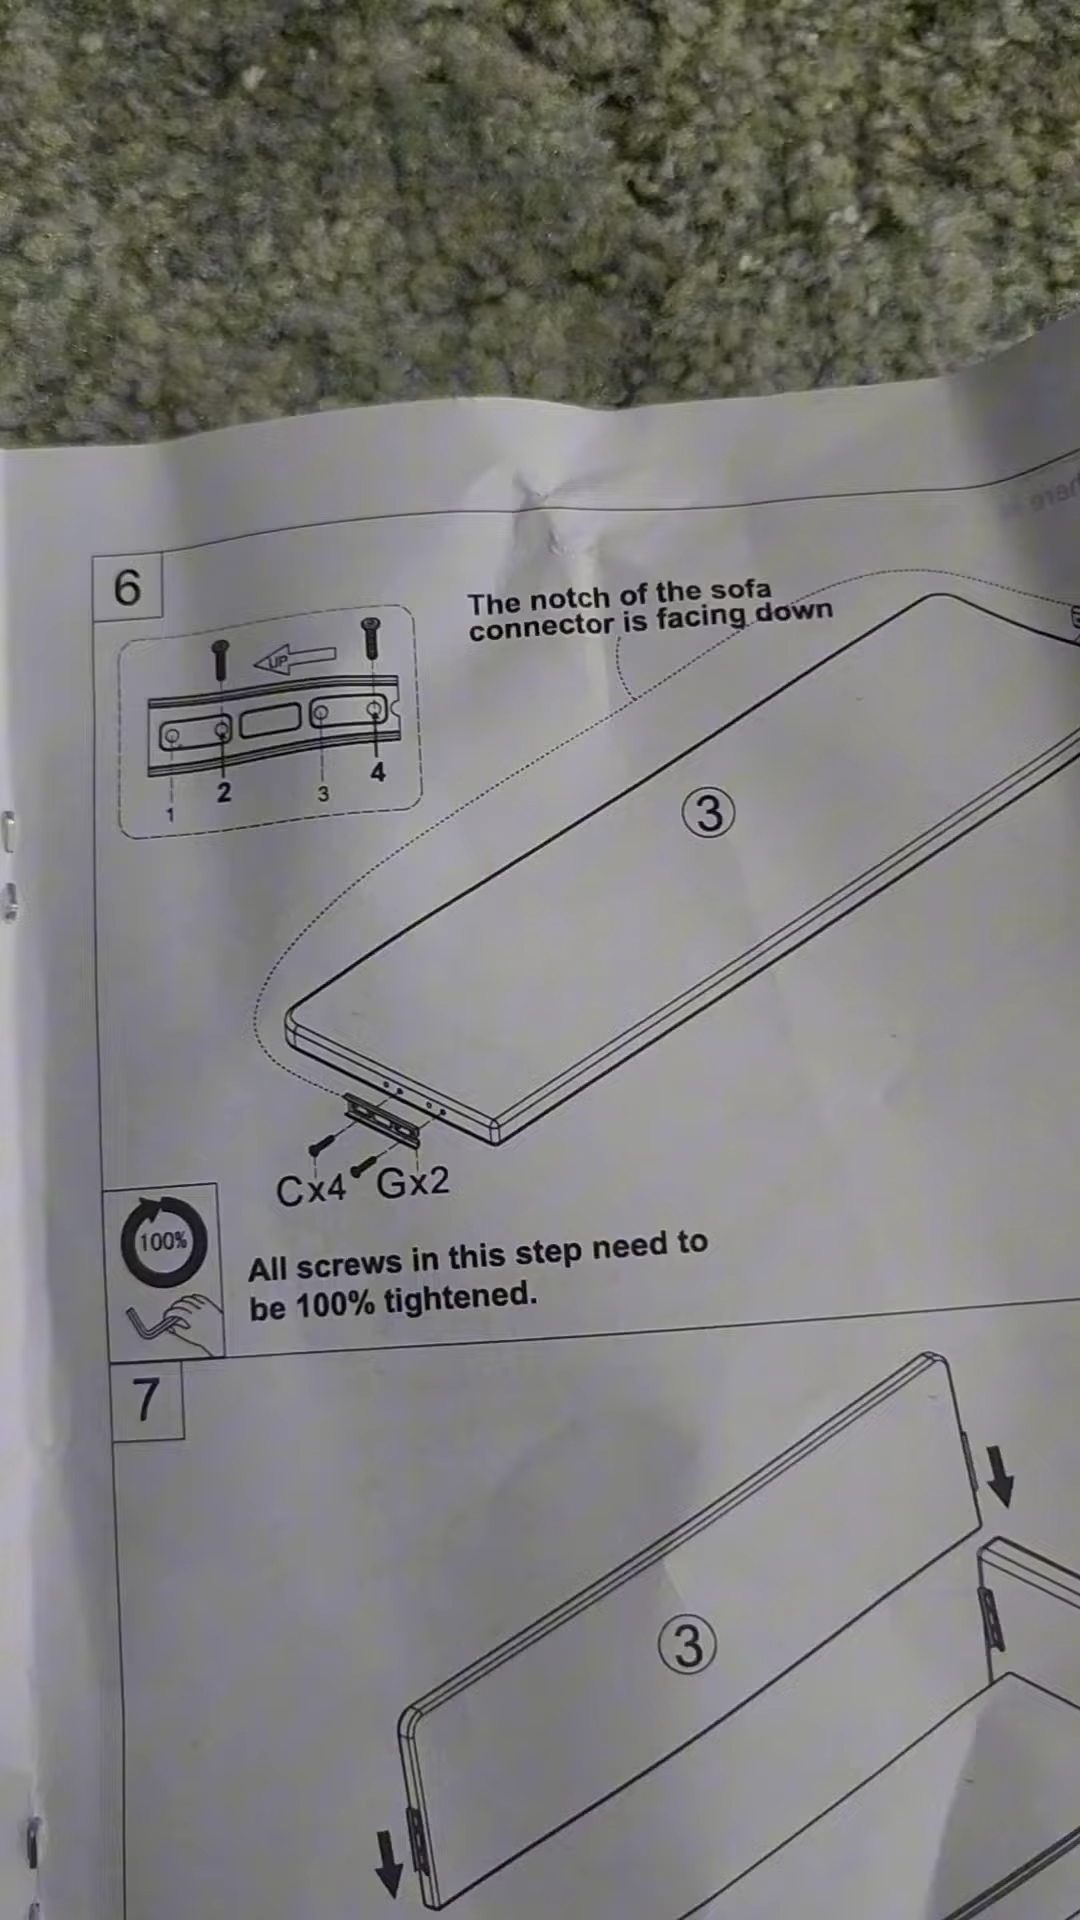 6
The notch of the sofa
connector is facing down
UP
1 2 3 4
3
Cx4 Gx2
100%
All screws in this step need to
be 100% tightened.
7
3